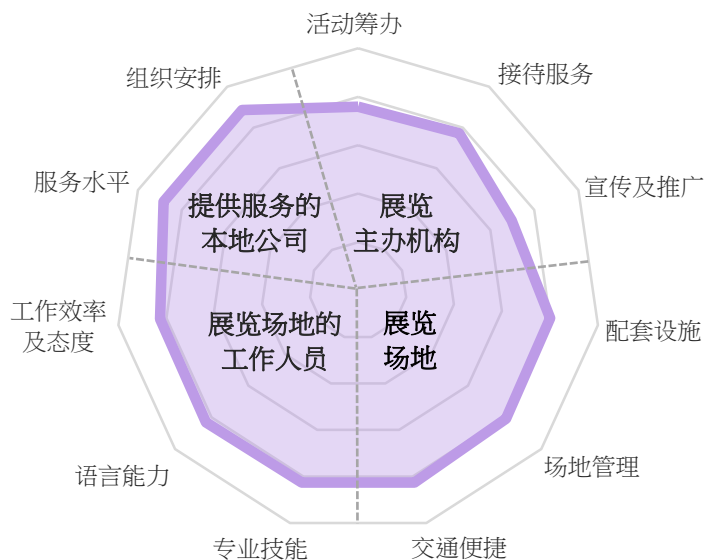 活动筹办
组织安排
接待服务
服务水平
宣传及推广
提供服务的
本地公司
展览
主办机构
工作效率
及态度
展览场地的
工作人员
展览
场地
配套设施
语言能力
场地管理
专业技能
交通便捷